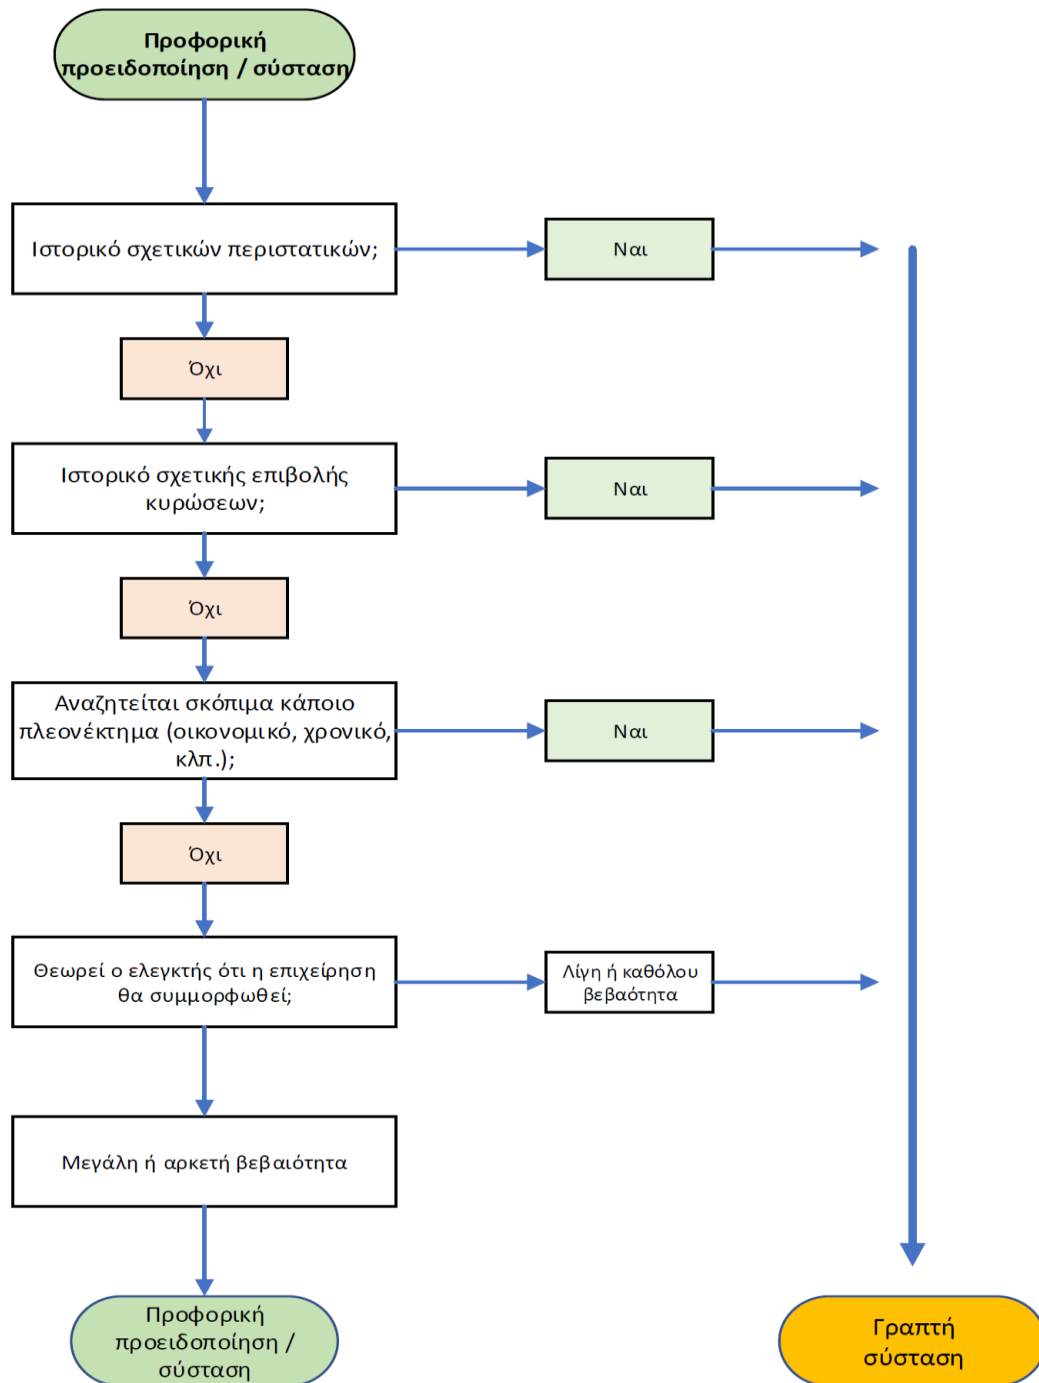 Προφορική
προειδοποίηση / σύσταση
Ιστορικό σχετικών περιστατικών;
Ναι
Όχι
Ιστορικό σχετικής επιβολής
κυρώσεων;
Ναι
Όχι
Αναζητείται σκόπιμα κάποιο
πλεονέκτημα (οικονομικό, χρονικό,
κλπ.);
Ναι
Όχι
Θεωρεί ο ελεγκτής ότι η επιχείρηση
θα συμμορφωθεί;
Λίγη ή καθόλου
βεβαότητα
Μεγάλη ή αρκετή βεβαιότητα
Προφορική
προειδοποίηση /
σύσταση
Γραπτή
σύσταση